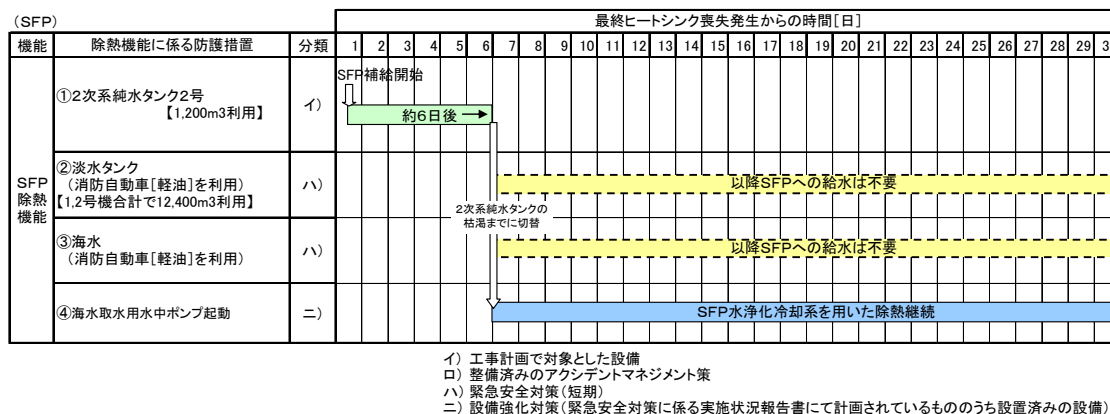 (SFP)
最終ヒートシンク喪失発生からの時間[日]
機能 除熱機能に係る防護措置 分類 1 2 3 4 5 6 7 8 9 10 11 12 13 14 15 16 17 18 19 20 21 22 23 24 25 26 27 28 29 3
SFP補給開始
①2次系純水タンク2号
【1,200m3利用】
イ)
約6日後
SFP
除熱
機能
②淡水タンク
(消防自動車[軽油]を利用)
【1,2号機合計で12,400m3利用】
ハ)
以降SFPへの給水は不要
2次系純水タンクの
枯渇までに切替
③海水
(消防自動車[軽油]を利用)
ハ)
以降SFPへの給水は不要
④海水取水用水中ポンプ起動
ニ)
SFP水浄化冷却系を用いた除熱継続
イ) 工事計画で対象とした設備
ロ) 整備済みのアクシデントマネジメント策
ハ) 緊急安全対策(短期)
ニ) 設備強化対策(緊急安全対策に係る実施状況報告書にて計画されているもののうち設置済みの設備)